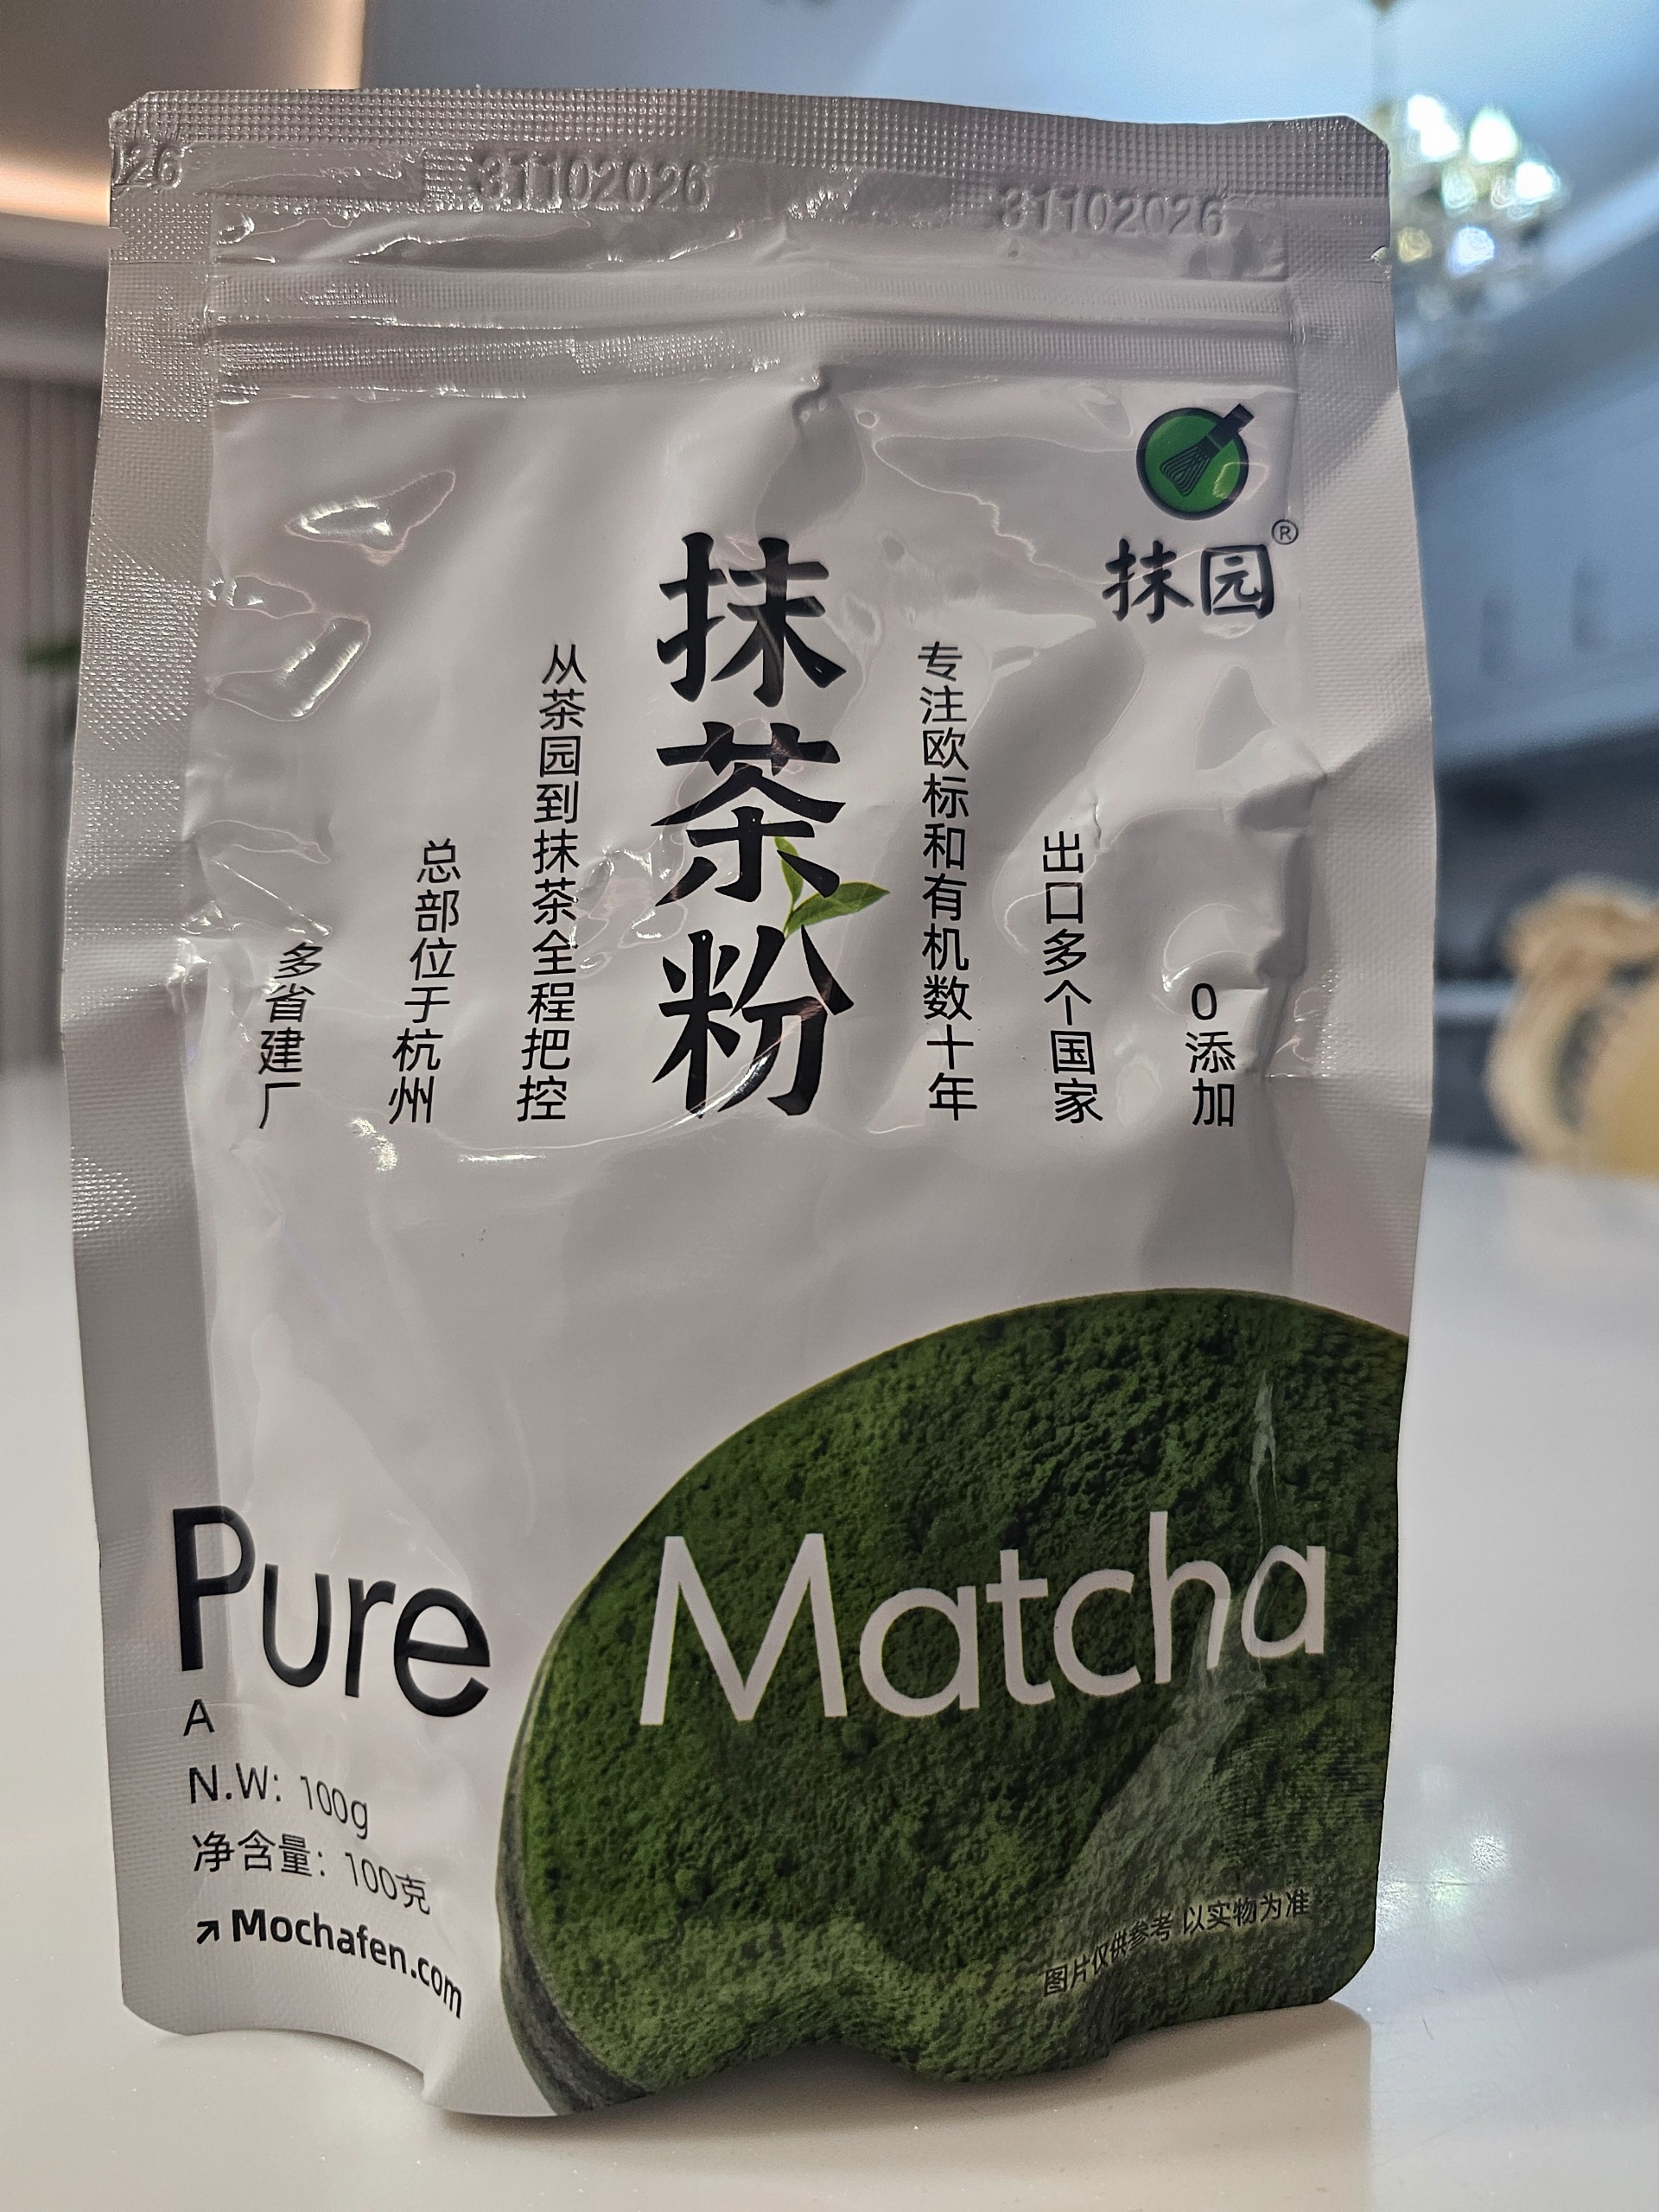 026 31102026 31102026
抹园®
抹茶粉
专注欧标和有机数十年
出口多个国家
0添加
从茶园到抹茶全程把控
总部位于杭州
多省建厂
Pure Matcha
A
N.W: 100g
净含量: 100克
↗ Mochafen.com
图片仅供参考 以实物为准